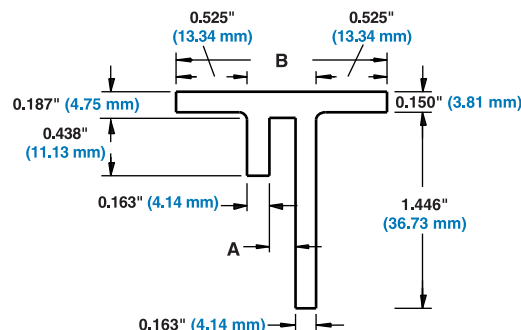 0.525"
(13.34 mm)
0.525"
(13.34 mm)
B
0.187" (4.75 mm)
0.150" (3.81 mm)
0.438"
(11.13 mm)
0.163" (4.14 mm)
1.446"
(36.73 mm)
A
0.163" (4.14 mm)